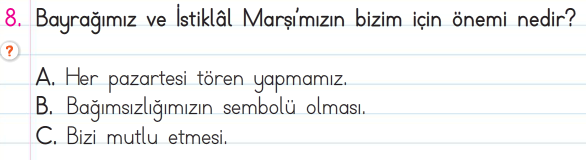 8. Bayrağımız ve İstiklâl Marşı'mızın bizim için önemi nedir?
?
A. Her pazartesi tören yapmamız.
B. Bağımsızlığımızın sembolü olması.
C. Bizi mutlu etmesi.